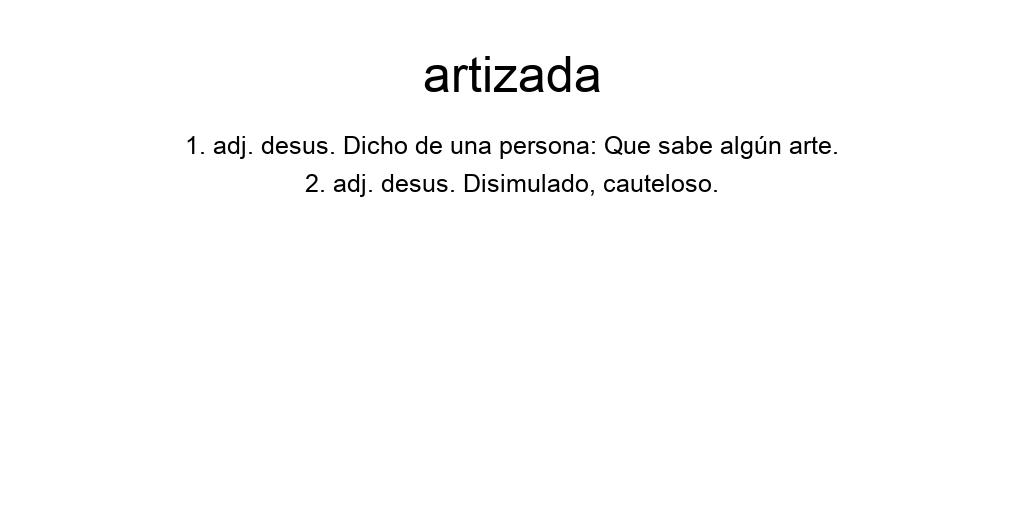 artizada
1. adj. desus. Dicho de una persona: Que sabe algún arte.
2. adj. desus. Disimulado, cauteloso.